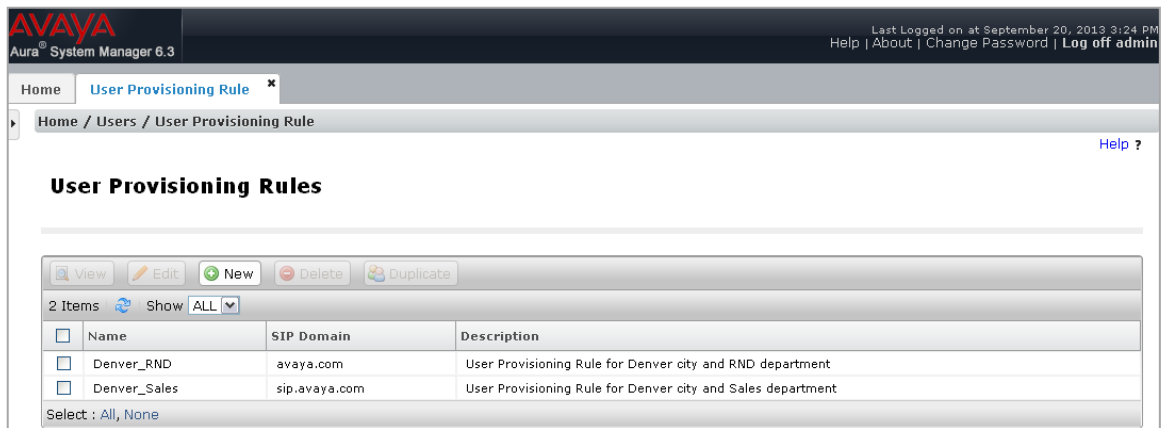 AVAYA
Last Logged on at September 20, 2013 3:24 PM
Aura® System Manager 6.3
Help | About | Change Password | Log off admin
Home User Provisioning Rule ×
Home / Users / User Provisioning Rule
Help ?
User Provisioning Rules
View Edit New Delete Duplicate
2 Items Show ALL
Name SIP Domain Description
Denver_RND avaya.com User Provisioning Rule for Denver city and RND department
Denver_Sales sip.avaya.com User Provisioning Rule for Denver city and Sales department
Select : All, None